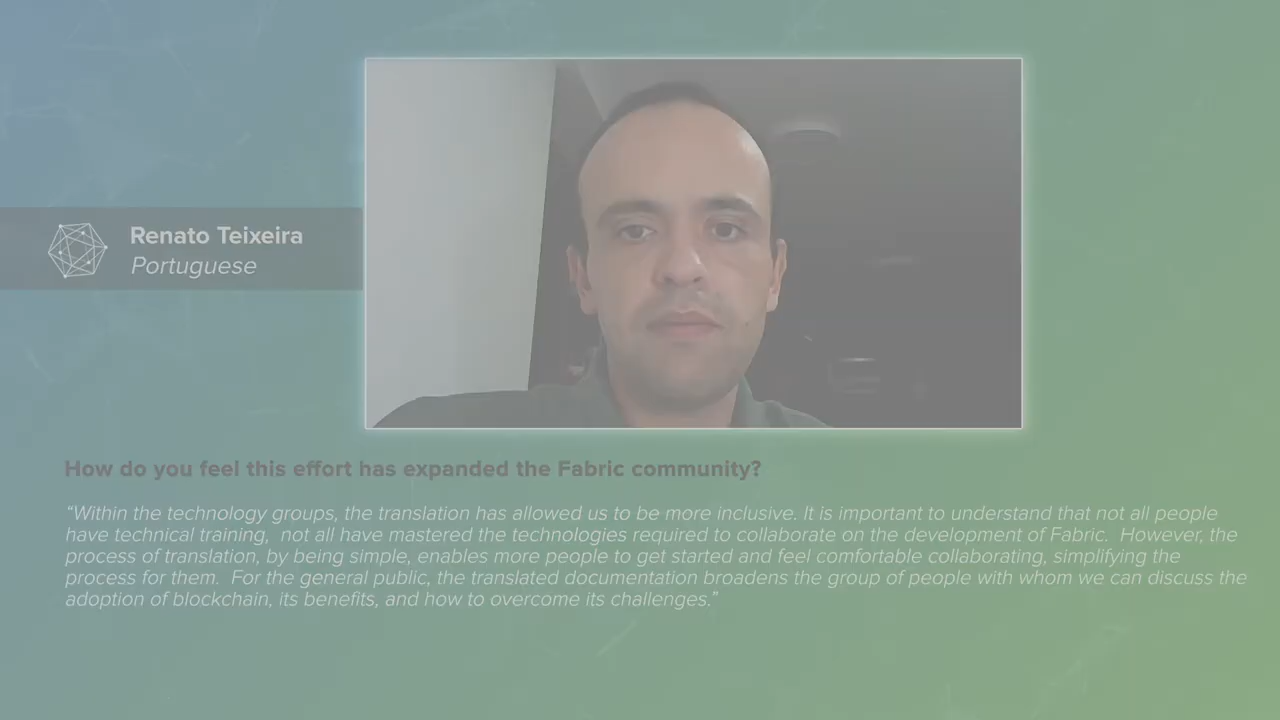 Renato Teixeira
Portuguese
How do you feel this effort has expanded the Fabric community?
“Within the technology groups, the translation has allowed us to be more inclusive. It is important to understand that not all people
have technical training,  not all have mastered the technologies required to collaborate on the development of Fabric.  However, the
process of translation, by being simple, enables more people to get started and feel comfortable collaborating, simplifying the
process for them.  For the general public, the translated documentation broadens the group of people with whom we can discuss the
adoption of blockchain, its benefits, and how to overcome its challenges.”